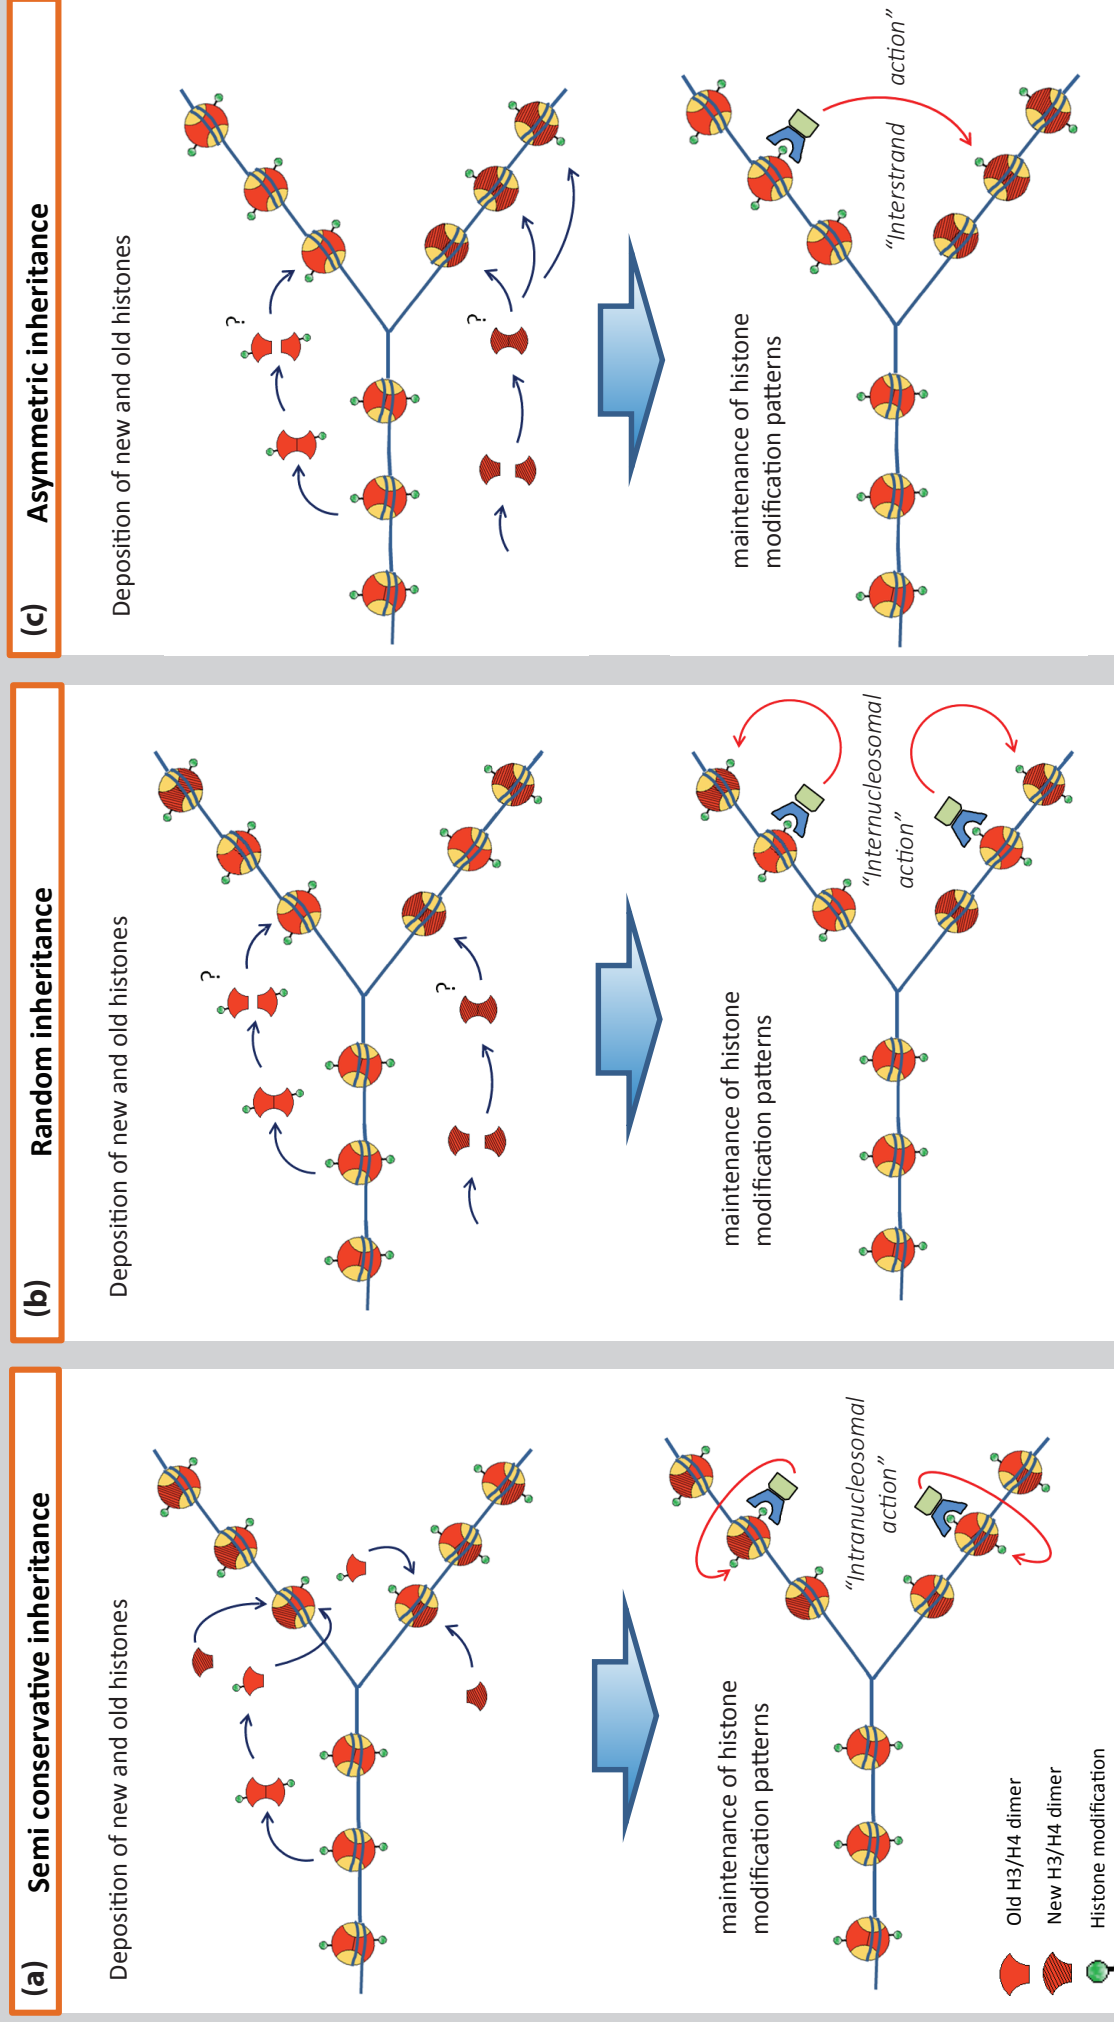 (a) Semi conservative inheritance
Deposition of new and old histones
maintenance of histone
modification patterns
“Intranucleosomal
action”
Old H3/H4 dimer
New H3/H4 dimer
Histone modification
(b) Random inheritance
Deposition of new and old histones
?
?
maintenance of histone
modification patterns
“Internucleosomal
action”
(c) Asymmetric inheritance
Deposition of new and old histones
?
?
maintenance of histone
modification patterns
“Interstrand action”